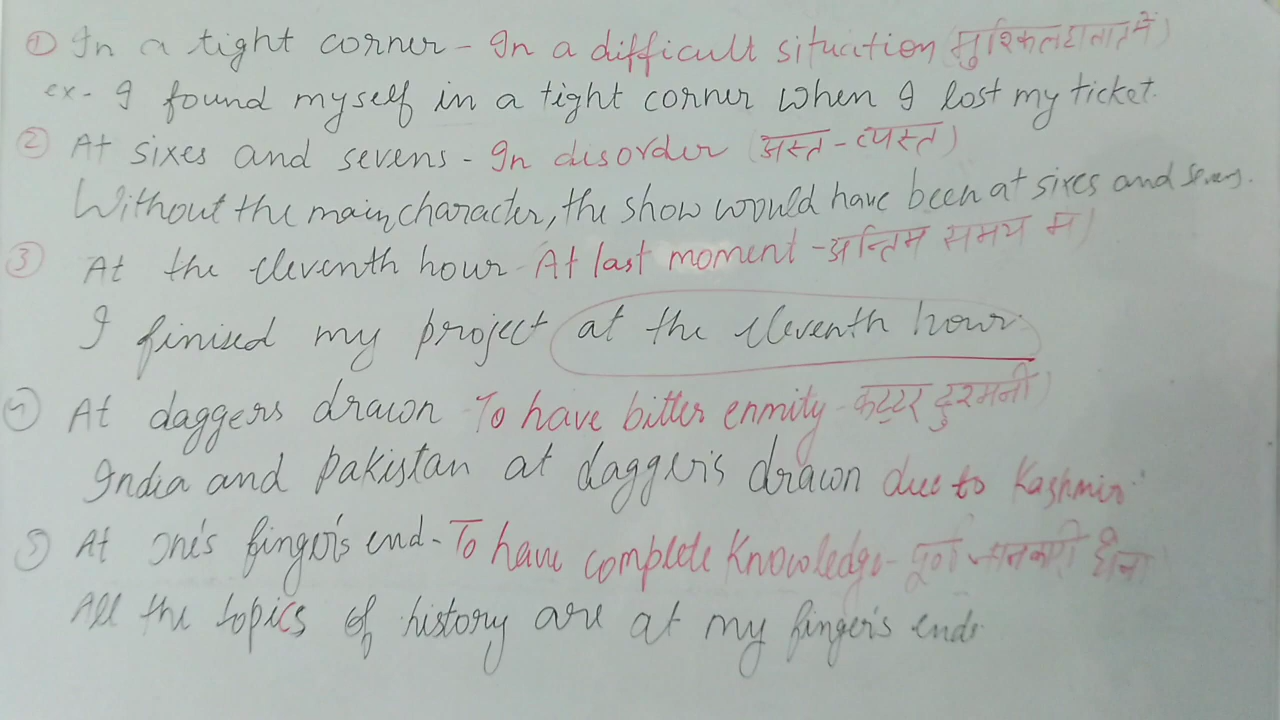 ① In a tight corner - In a difficult situation (मुश्किल हालात में)
ex- I found myself in a tight corner when I lost my ticket.
② At sixes and sevens - In disorder (अस्त-व्यस्त)
Without the main character, the show would have been at sixes and sevens.
③ At the eleventh hour - At last moment - अन्तिम समय में)
I finised my project at the eleventh hour.
At daggers drawn - To have bitter enmity - कट्टर दुश्मनी)
India and pakistan at dagger's drawn due to Kashmir
5 At one's finger's end - To have complete knowledge - पूर्ण जानकारी होना
All the topics of history are at my finger's ends